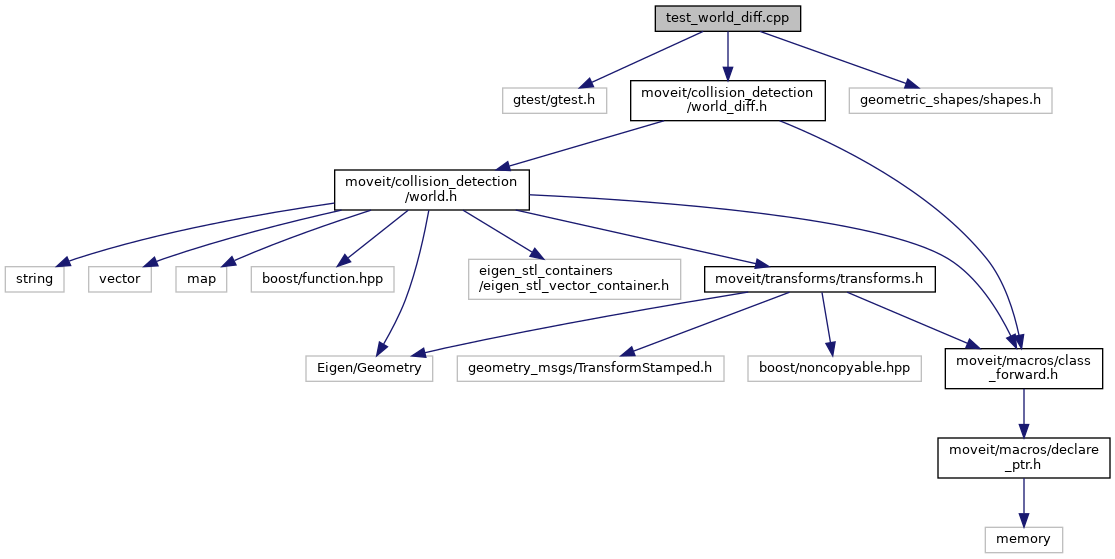 test_world_diff.cpp
gtest/gtest.h
moveit/collision_detection
/world_diff.h
geometric_shapes/shapes.h
moveit/collision_detection
/world.h
string
vector
map
boost/function.hpp
eigen_stl_containers
/eigen_stl_vector_container.h
moveit/transforms/transforms.h
Eigen/Geometry
geometry_msgs/TransformStamped.h
boost/noncopyable.hpp
moveit/macros/class
_forward.h
moveit/macros/declare
_ptr.h
memory